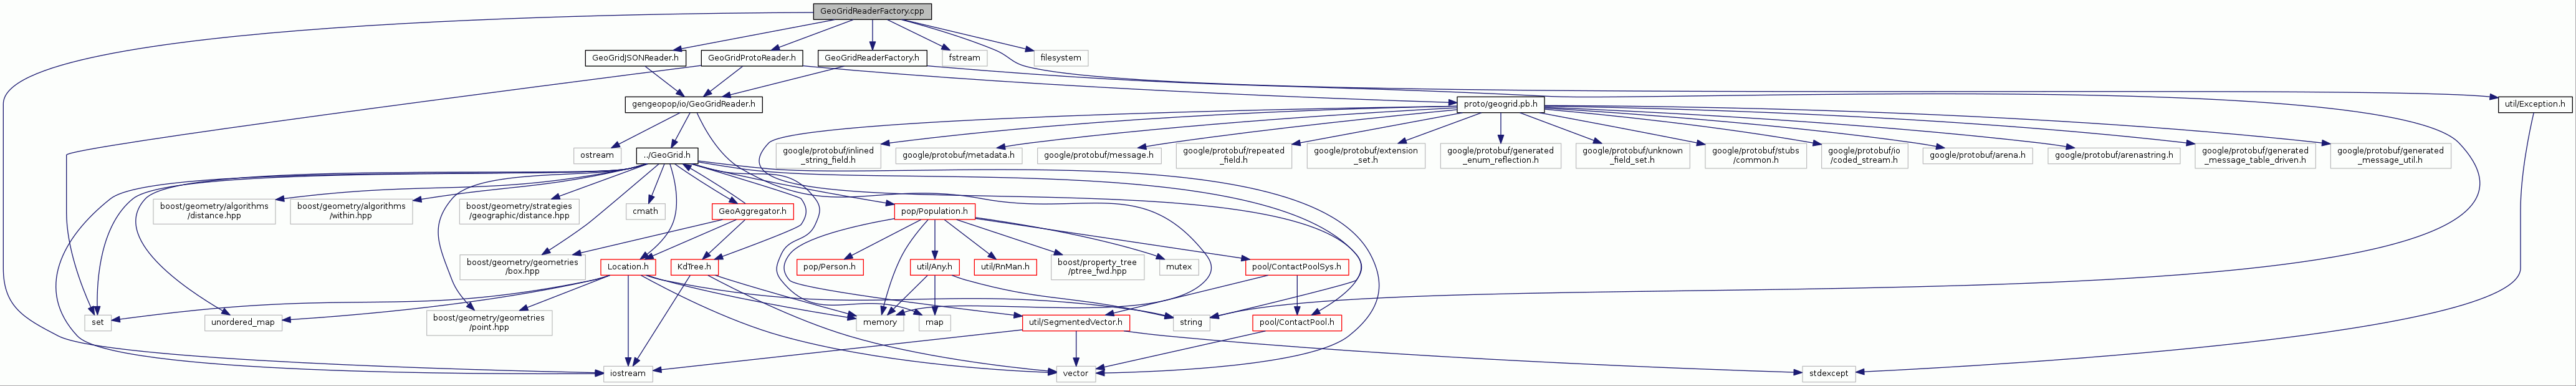 GeoGridReaderFactory.cpp
GeoGridJSONReader.h
GeoGridProtoReader.h
GeoGridReaderFactory.h
fstream
filesystem
gengeopop/io/GeoGridReader.h
proto/geogrid.pb.h
util/Exception.h
ostream
../GeoGrid.h
google/protobuf/inlined
_string_field.h
google/protobuf/metadata.h
google/protobuf/message.h
google/protobuf/repeated
_field.h
google/protobuf/extension
_set.h
google/protobuf/generated
_enum_reflection.h
google/protobuf/unknown
_field_set.h
google/protobuf/stubs
/common.h
google/protobuf/io
/coded_stream.h
google/protobuf/arena.h
google/protobuf/arenastring.h
google/protobuf/generated
_message_table_driven.h
google/protobuf/generated
_message_util.h
boost/geometry/algorithms
/distance.hpp
boost/geometry/algorithms
/within.hpp
boost/geometry/strategies
/geographic/distance.hpp
cmath
GeoAggregator.h
pop/Population.h
boost/geometry/geometries
/box.hpp
Location.h
KdTree.h
pop/Person.h
util/Any.h
util/RnMan.h
boost/property_tree
/ptree_fwd.hpp
mutex
pool/ContactPoolSys.h
set
unordered_map
boost/geometry/geometries
/point.hpp
memory
map
util/SegmentedVector.h
string
pool/ContactPool.h
iostream
vector
stdexcept